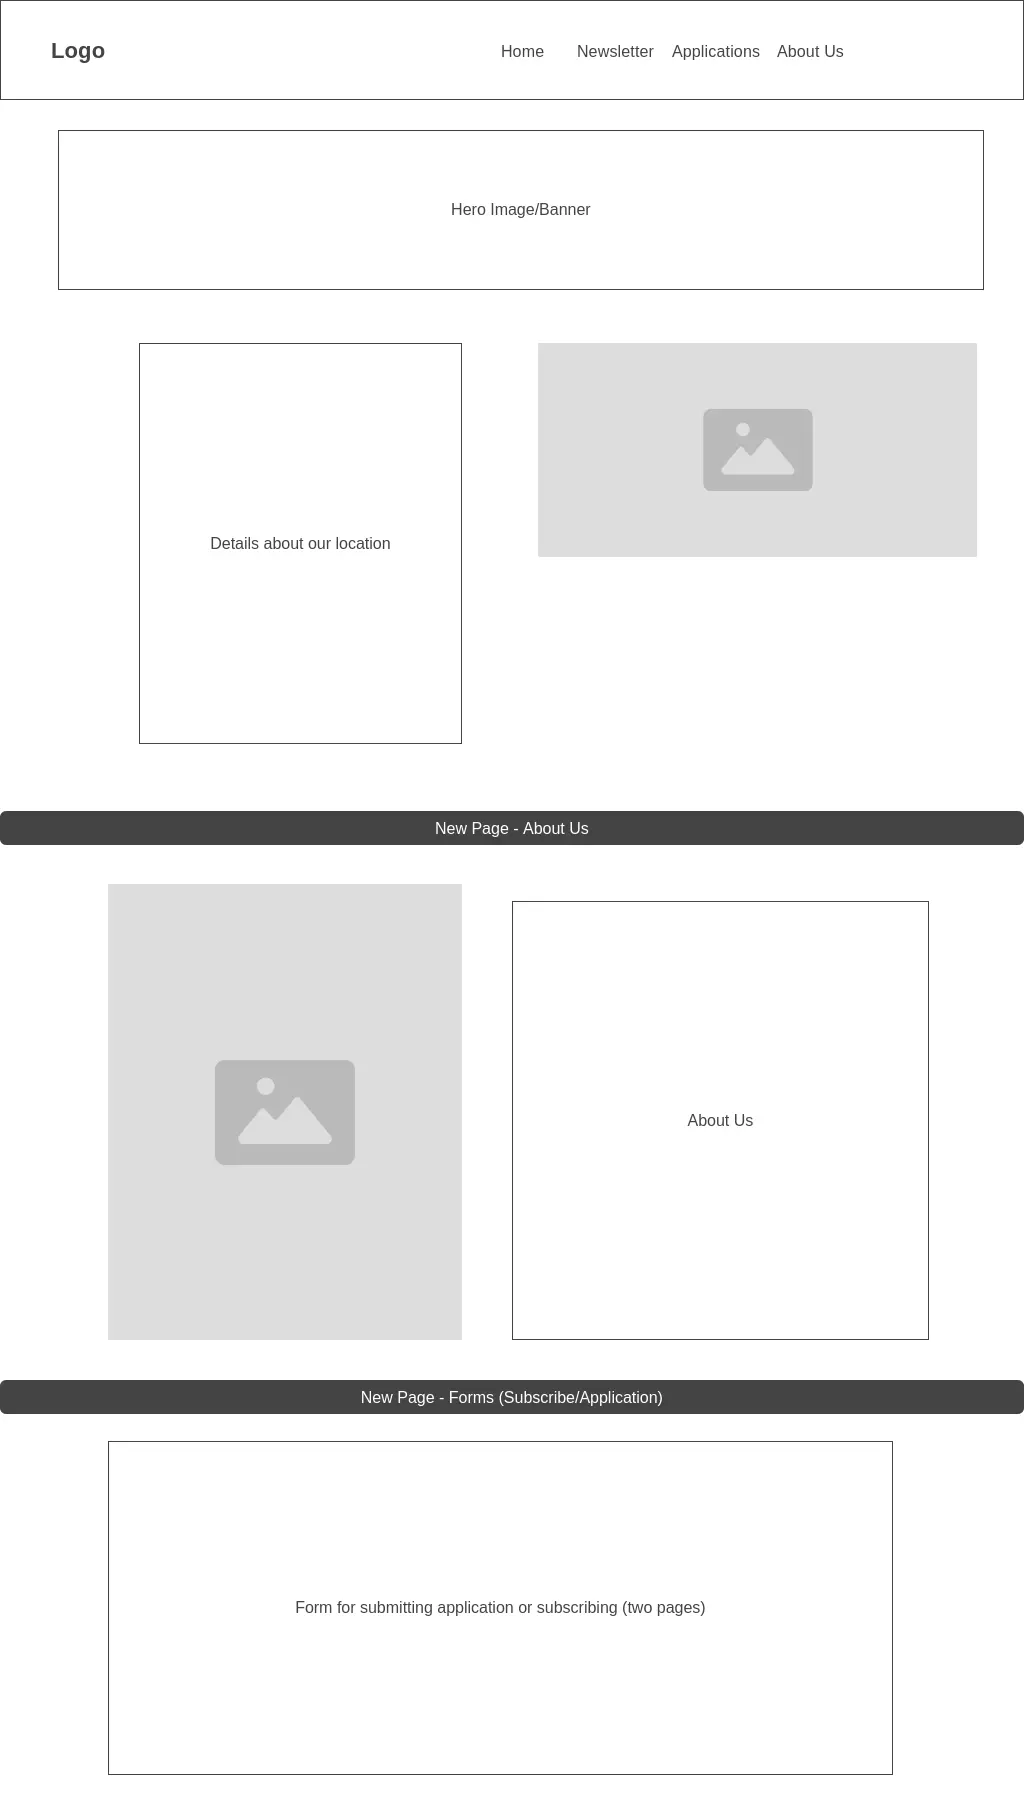 Logo
Home Newsletter Applications About Us
Hero Image/Banner
Details about our location
New Page - About Us
About Us
New Page - Forms (Subscribe/Application)
Form for submitting application or subscribing (two pages)